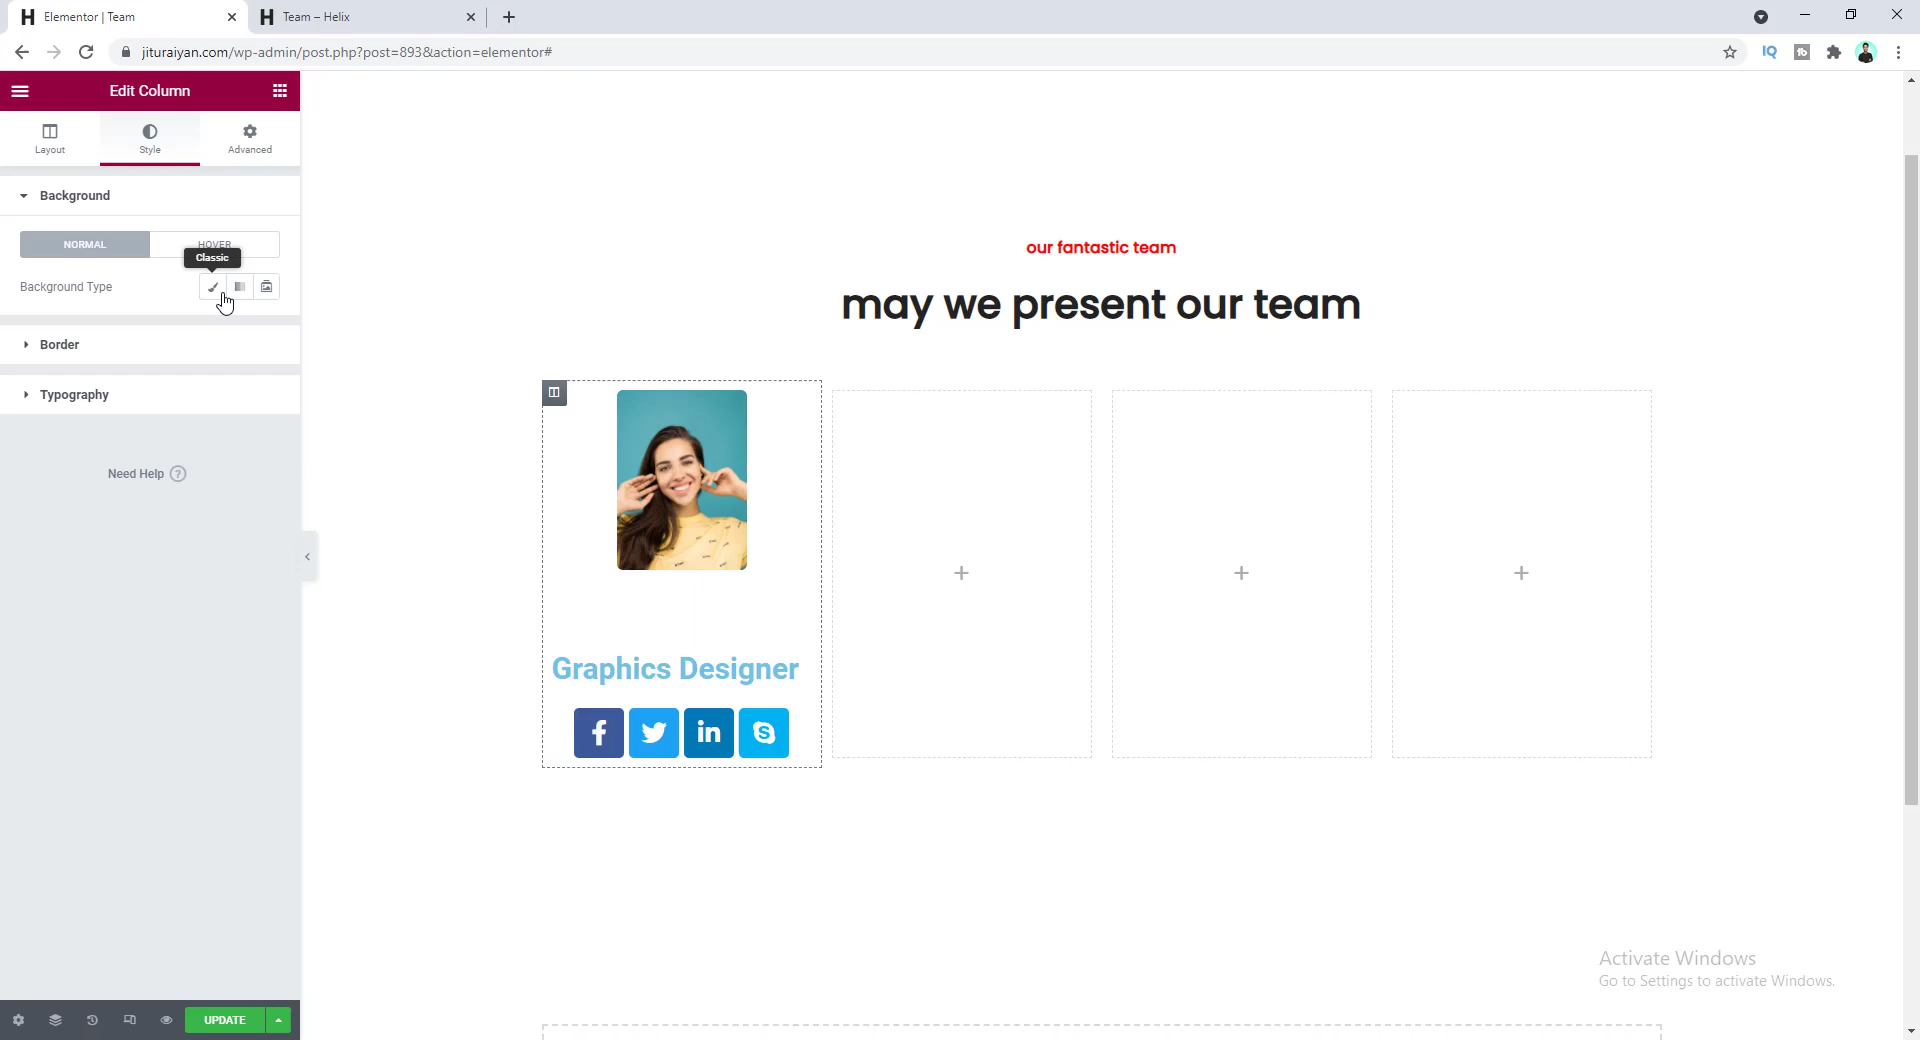 Elementor | Team
Team – Helix
jituraiyan.com/wp-admin/post.php?post=893&action=elementor#
IQ
Edit Column
Layout
Style
Advanced
Background
NORMAL
HOVER
Classic
Background Type
Border
Typography
Need Help ?
our fantastic team
may we present our team
Graphics Designer
Activate Windows
Go to Settings to activate Windows.
UPDATE